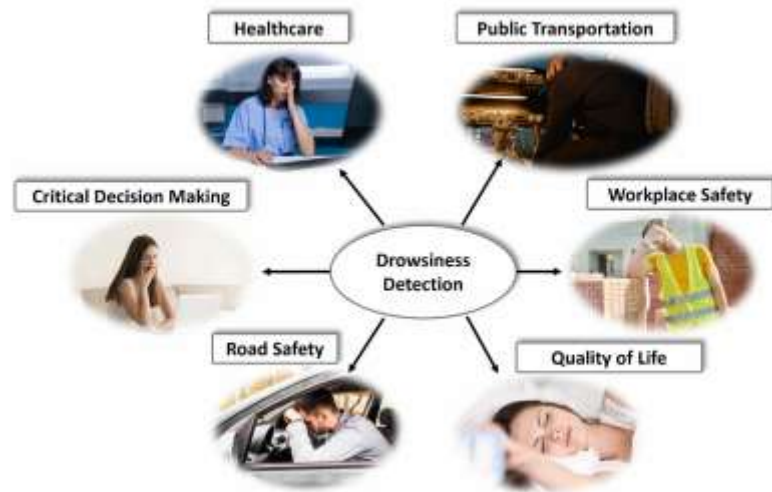 Healthcare
Public Transportation
Critical Decision Making
Workplace Safety
Drowsiness
Detection
Road Safety
Quality of Life